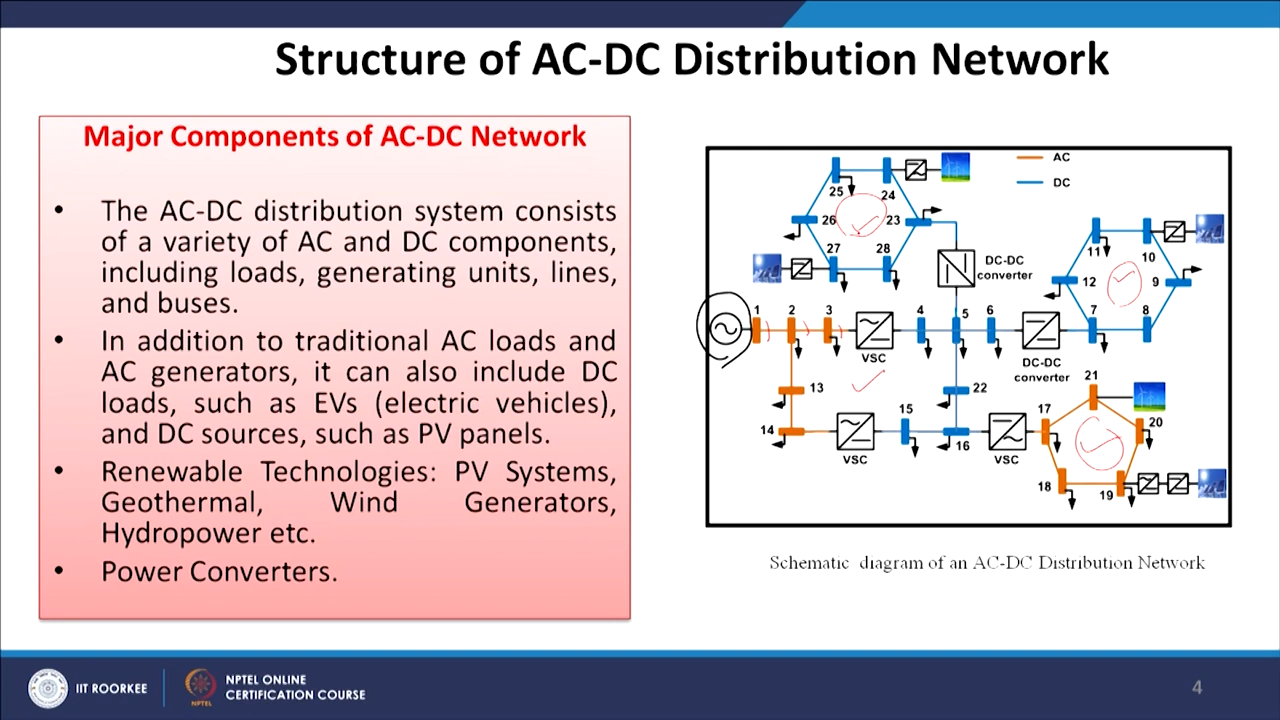 Structure of AC-DC Distribution Network
Major Components of AC-DC Network
• The AC-DC distribution system consists
of a variety of AC and DC components,
including loads, generating units, lines,
and buses.
• In addition to traditional AC loads and
AC generators, it can also include DC
loads, such as EVs (electric vehicles),
and DC sources, such as PV panels.
• Renewable Technologies: PV Systems,
Geothermal, Wind Generators,
Hydropower etc.
• Power Converters.
AC
DC
25
24
26
23
27
28
DC-DC
converter
11
10
12
9
7
8
1
2
3
VSC
4
5
6
DC-DC
converter
13
22
21
14
VSC
15
16
VSC
17
20
18
19
Schematic diagram of an AC-DC Distribution Network
IIT ROORKEE
NPTEL
NPTEL ONLINE
CERTIFICATION COURSE
4